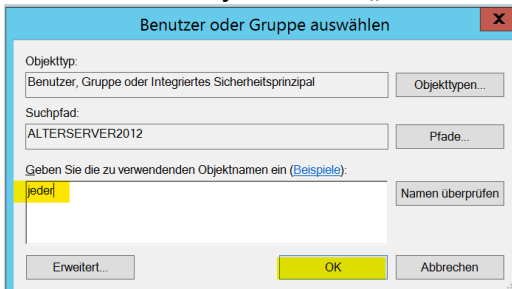 Benutzer oder Gruppe auswählen
X
Objekttyp:
Benutzer, Gruppe oder Integriertes Sicherheitsprinzipal
Objekttypen...
Suchpfad:
ALTERSERVER2012
Pfade...
Geben Sie die zu verwendenden Objektnamen ein (Beispiele):
jeder
Namen überprüfen
Erweitert...
OK
Abbrechen